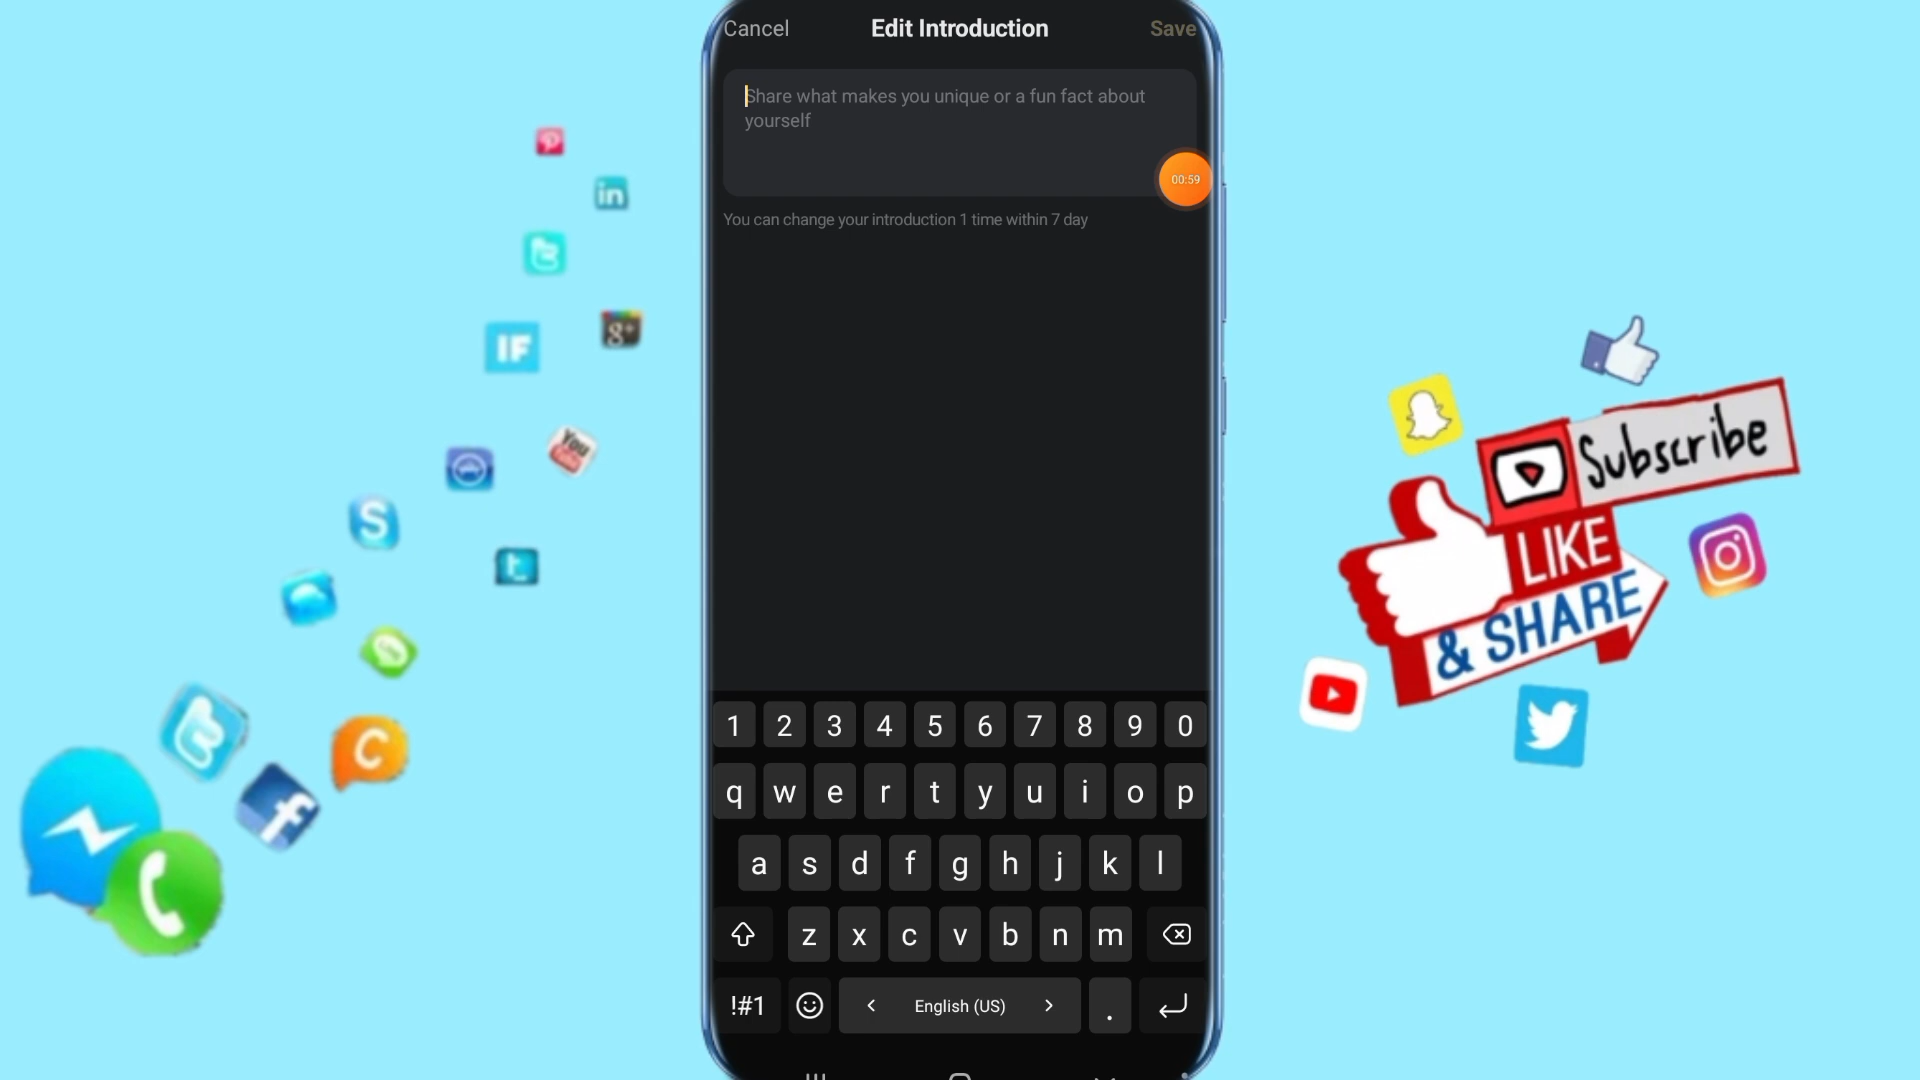 Cancel
Edit Introduction
Save
Share what makes you unique or a fun fact about
yourself
00:59
You can change your introduction 1 time within 7 day
1 2 3 4 5 6 7 8 9 0
q w e r t y u i o p
a s d f g h j k l
z x c v b n m
!#1
< English (US) >
.
in
IF
g+
You
S
t
C
f
Subscribe
LIKE
& SHARE